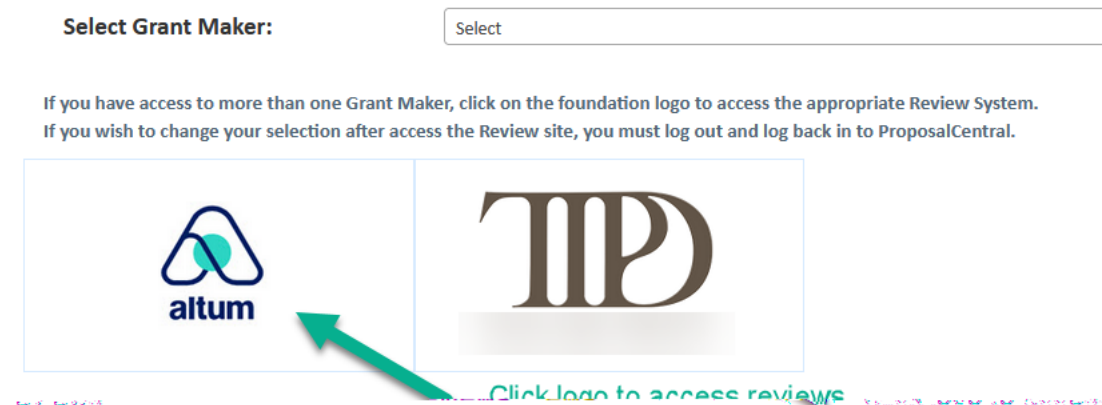 Select Grant Maker:
Select
If you have access to more than one Grant Maker, click on the foundation logo to access the appropriate Review System.
If you wish to change your selection after access the Review site, you must log out and log back in to ProposalCentral.
altum
TPD
Click logo to access reviews